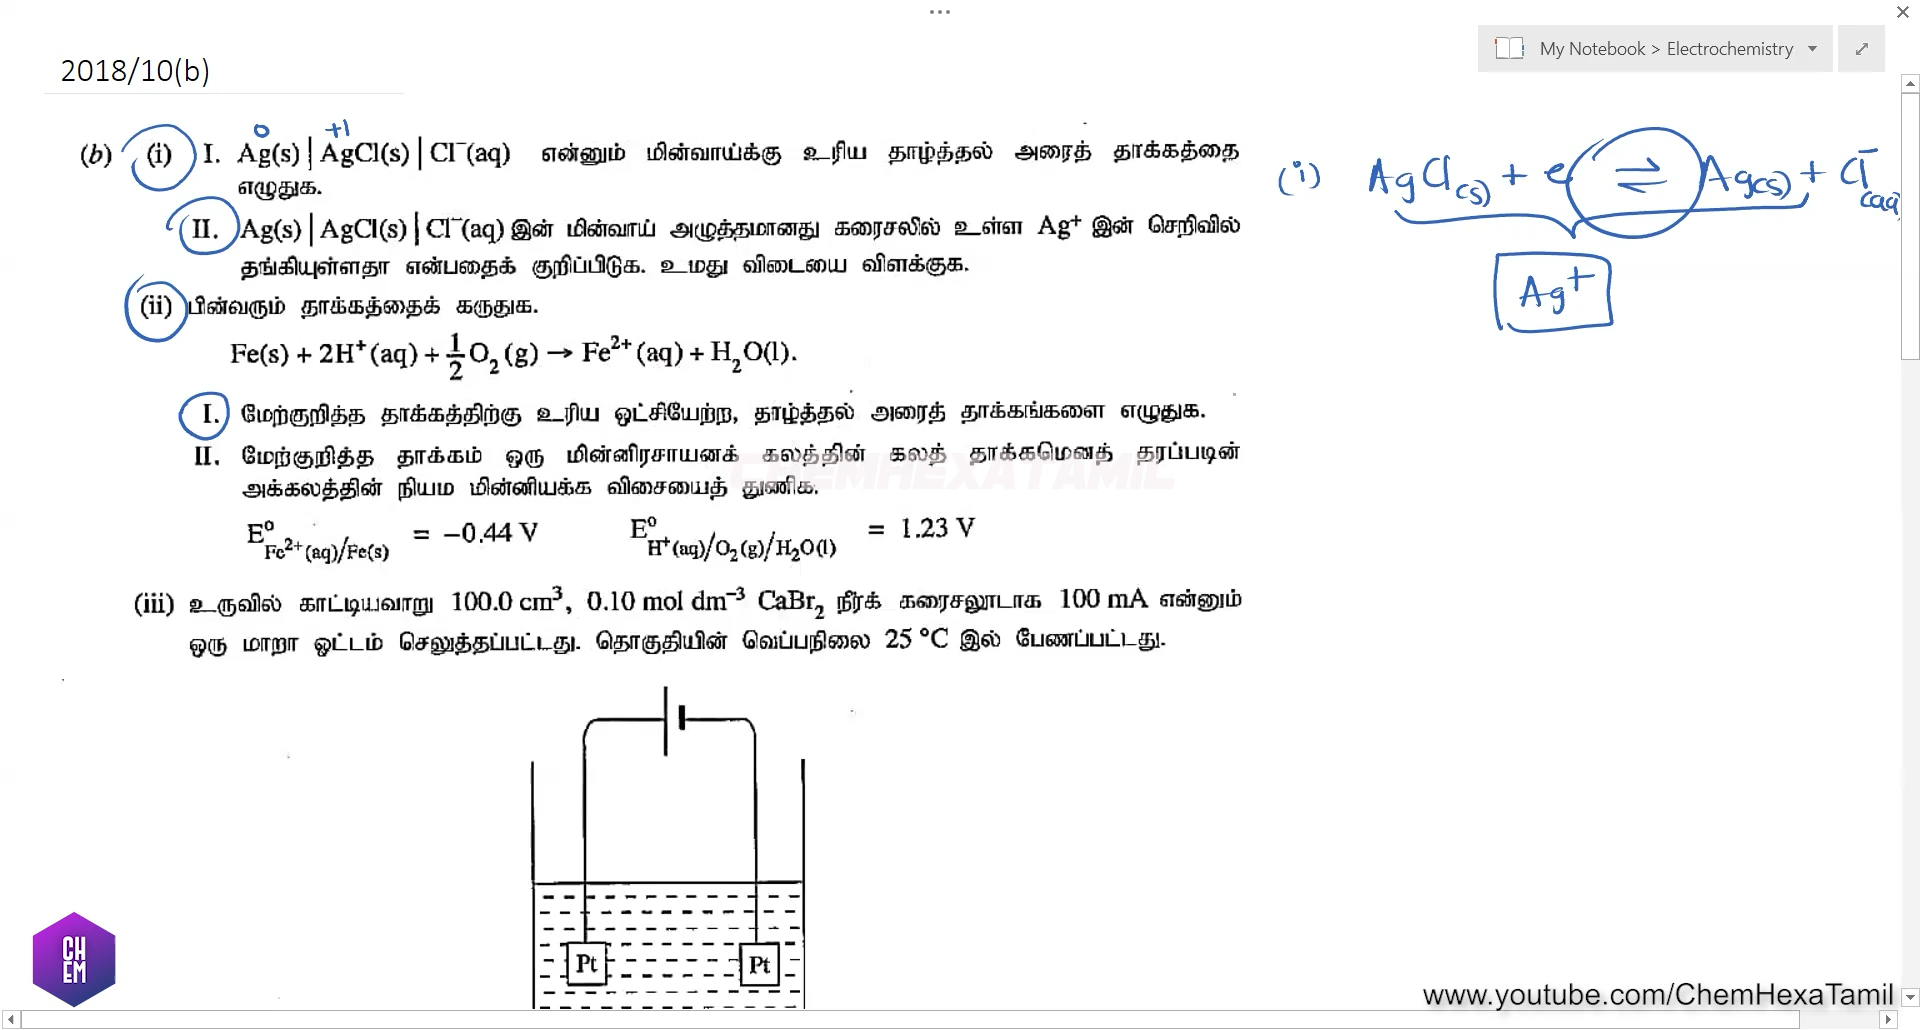 2018/10(b)
My Notebook > Electrochemistry
(b) (i) I. Ag(s) | AgCl(s) | Cl⁻(aq) என்னும் மின்வாய்க்கு உரிய தாழ்த்தல் அரைத் தாக்கத்தை
0 +1
எழுதுக.
II. Ag(s) | AgCl(s) | Cl⁻(aq) இன் மின்வாய் அழுத்தமானது கரைசலில் உள்ள Ag⁺ இன் செறிவில்
தங்கியுள்ளதா என்பதைக் குறிப்பிடுக. உமது விடையை விளக்குக.
(ii) பின்வரும் தாக்கத்தைக் கருதுக.
Fe(s) + 2H⁺(aq) + 1/2 O₂(g) → Fe²⁺(aq) + H₂O(l).
I. மேற்குறித்த தாக்கத்திற்கு உரிய ஒட்சியேற்ற, தாழ்த்தல் அரைத் தாக்கங்களை எழுதுக.
II. மேற்குறித்த தாக்கம் ஒரு மின்னிரசாயனக் கலத்தின் கலத் தாக்கமெனத் தரப்படின்
அக்கலத்தின் நியம மின்னியக்க விசையைத் துணிக.
CHEMHEXATAMIL
E⁰ Fe²⁺(aq)/Fe(s) = −0.44 V E⁰ H⁺(aq)/O₂(g)/H₂O(l) = 1.23 V
(iii) உருவில் காட்டியவாறு 100.0 cm³, 0.10 mol dm⁻³ CaBr₂ நீர்க் கரைசலூடாக 100 mA என்னும்
ஒரு மாறா ஓட்டம் செலுத்தப்பட்டது. தொகுதியின் வெப்பநிலை 25 °C இல் பேணப்பட்டது.
Pt Pt
(i) AgCl(s) + e ⇌ Ag(s) + Cl⁻(aq)
Ag⁺
CH
EM
www.youtube.com/ChemHexaTamil